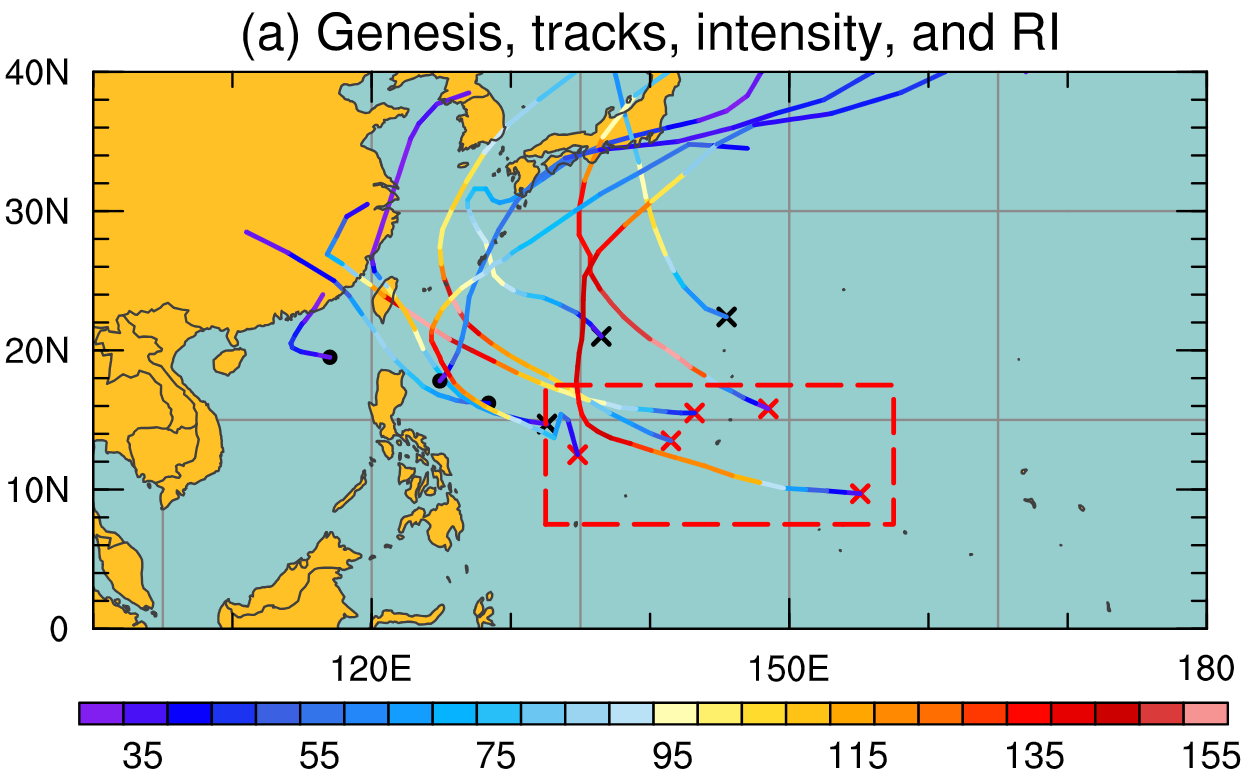 (a) Genesis, tracks, intensity, and RI
40N
30N
20N
10N
0
120E 150E 180
35 55 75 95 115 135 155